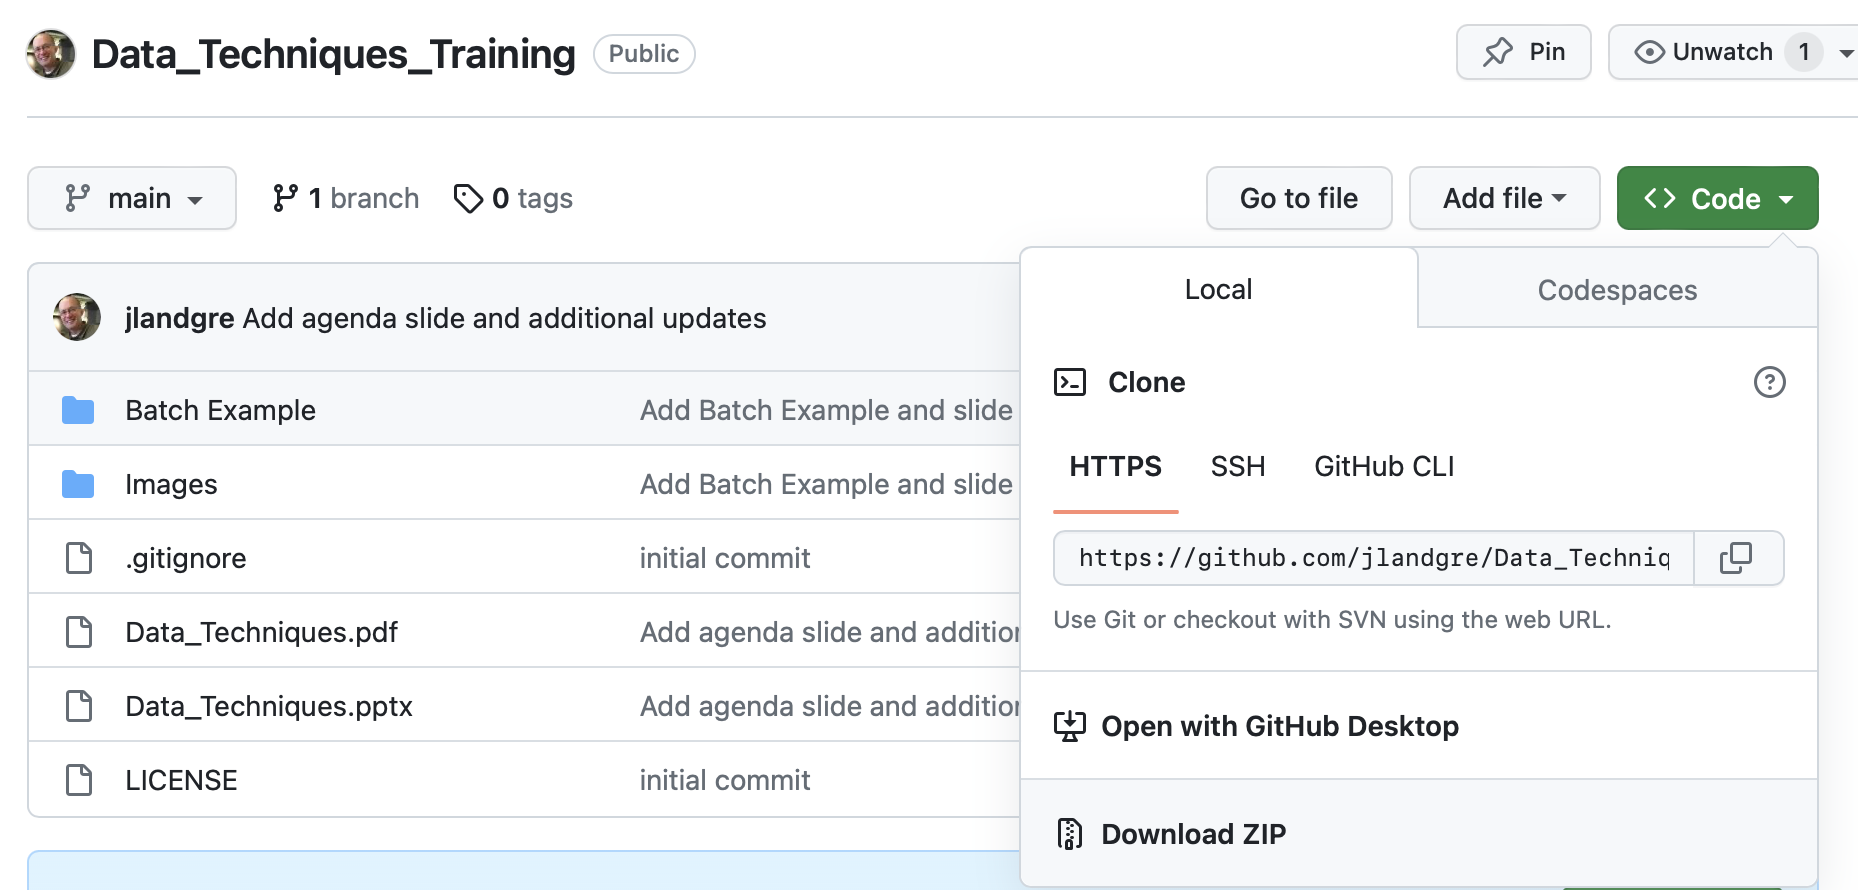 Data_Techniques_Training Public
Pin
Unwatch 1
main
1 branch
0 tags
Go to file
Add file
Code
jlandgre Add agenda slide and additional updates
Batch Example Add Batch Example and slide
Images Add Batch Example and slide
.gitignore initial commit
Data_Techniques.pdf Add agenda slide and addition
Data_Techniques.pptx Add agenda slide and addition
LICENSE initial commit
Local Codespaces
Clone
HTTPS SSH GitHub CLI
https://github.com/jlandgre/Data_Techniq
Use Git or checkout with SVN using the web URL.
Open with GitHub Desktop
Download ZIP